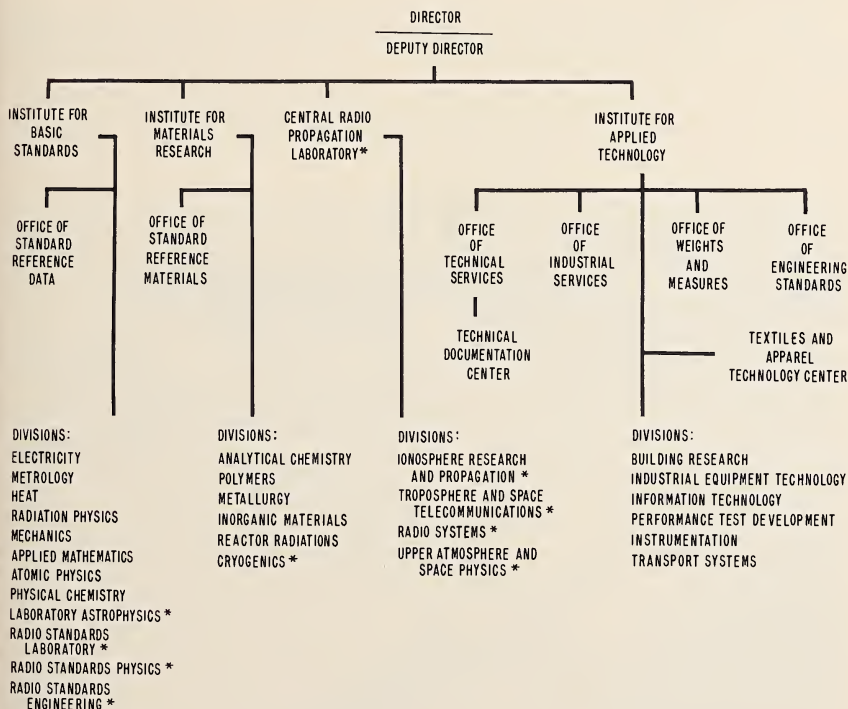 DIRECTOR
DEPUTY DIRECTOR
INSTITUTE FOR
BASIC
STANDARDS
INSTITUTE FOR
MATERIALS
RESEARCH
CENTRAL RADIO
PROPAGATION
LABORATORY*
INSTITUTE FOR
APPLIED
TECHNOLOGY
OFFICE OF
STANDARD
REFERENCE
DATA
OFFICE OF
STANDARD
REFERENCE
MATERIALS
OFFICE
OF
TECHNICAL
SERVICES
OFFICE
OF
INDUSTRIAL
SERVICES
OFFICE OF
WEIGHTS
AND
MEASURES
OFFICE
OF
ENGINEERING
STANDARDS
TECHNICAL
DOCUMENTATION
CENTER
TEXTILES AND
APPAREL
TECHNOLOGY CENTER
DIVISIONS:
ELECTRICITY
METROLOGY
HEAT
RADIATION PHYSICS
MECHANICS
APPLIED MATHEMATICS
ATOMIC PHYSICS
PHYSICAL CHEMISTRY
LABORATORY ASTROPHYSICS *
RADIO STANDARDS
LABORATORY *
RADIO STANDARDS PHYSICS *
RADIO STANDARDS
ENGINEERING *
DIVISIONS:
ANALYTICAL CHEMISTRY
POLYMERS
METALLURGY
INORGANIC MATERIALS
REACTOR RADIATIONS
CRYOGENICS *
DIVISIONS:
IONOSPHERE RESEARCH
AND PROPAGATION *
TROPOSPHERE AND SPACE
TELECOMMUNICATIONS *
RADIO SYSTEMS *
UPPER ATMOSPHERE AND
SPACE PHYSICS *
DIVISIONS:
BUILDING RESEARCH
INDUSTRIAL EQUIPMENT TECHNOLOGY
INFORMATION TECHNOLOGY
PERFORMANCE TEST DEVELOPMENT
INSTRUMENTATION
TRANSPORT SYSTEMS